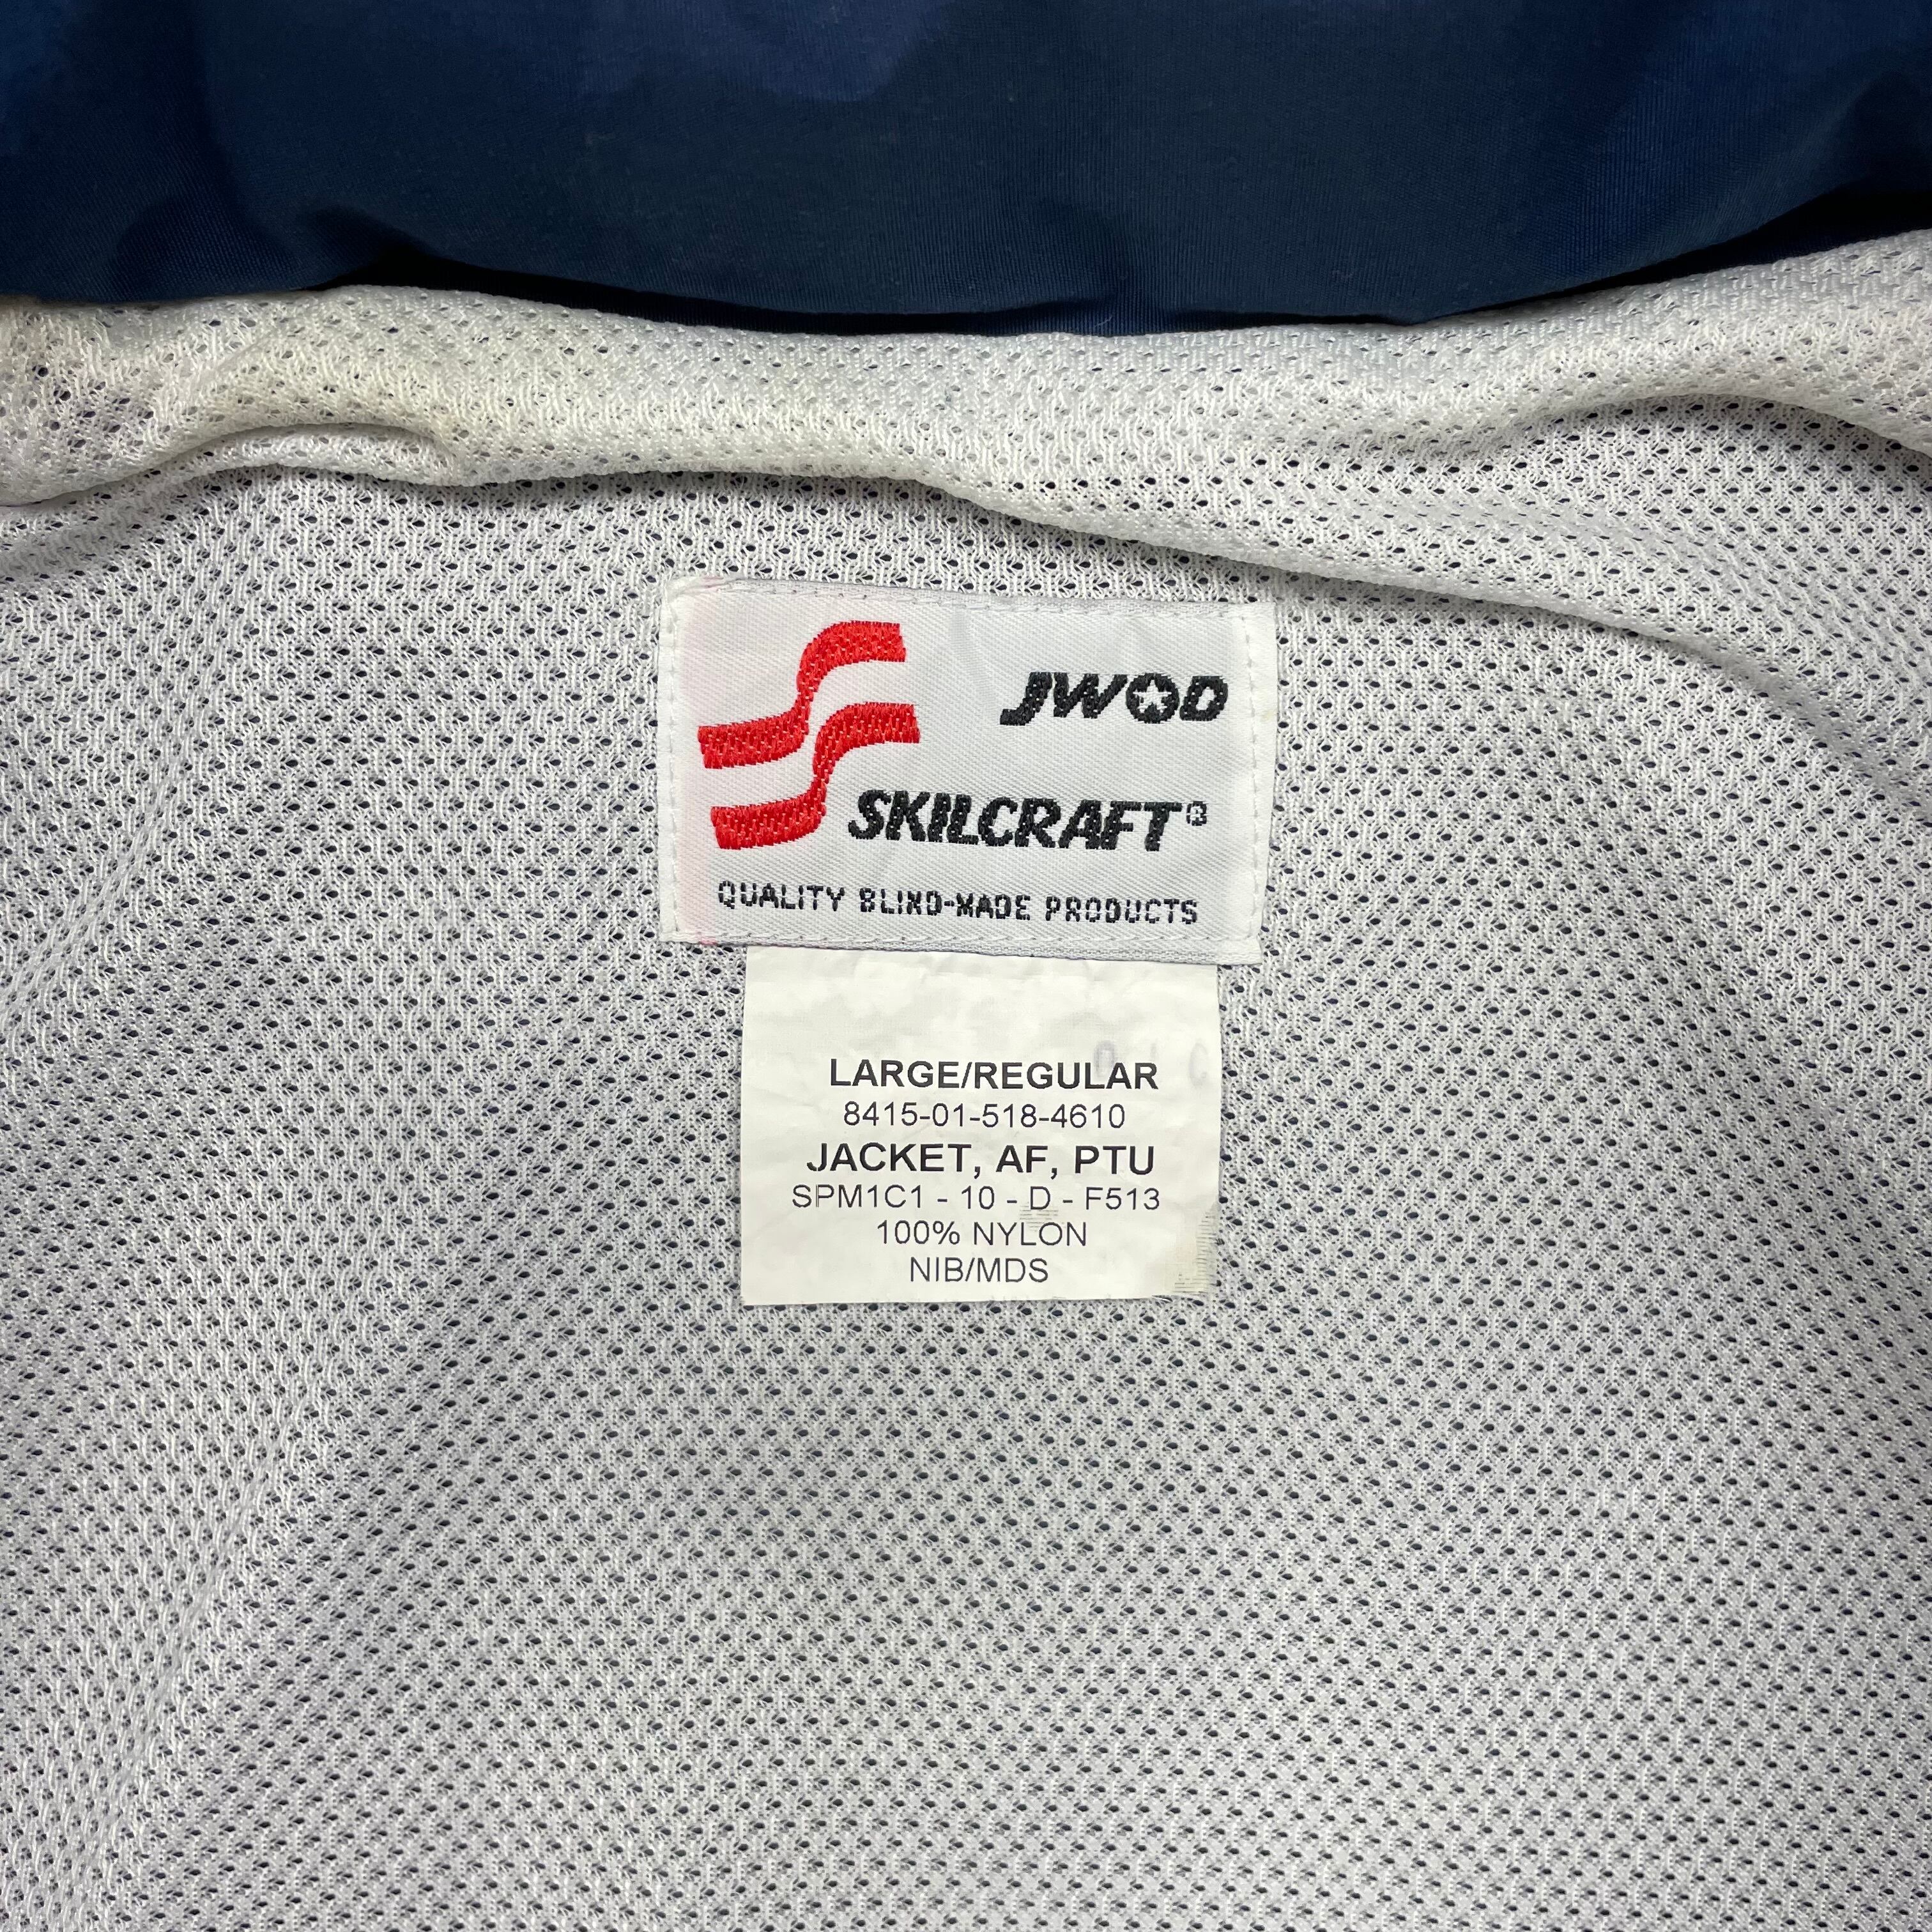 JWOD
SKILCRAFT®
QUALITY BLIND-MADE PRODUCTS
LARGE/REGULAR
8415-01-518-4610
JACKET, AF, PTU
SPM1C1 - 10 - D - F513
100% NYLON
NIB/MDS